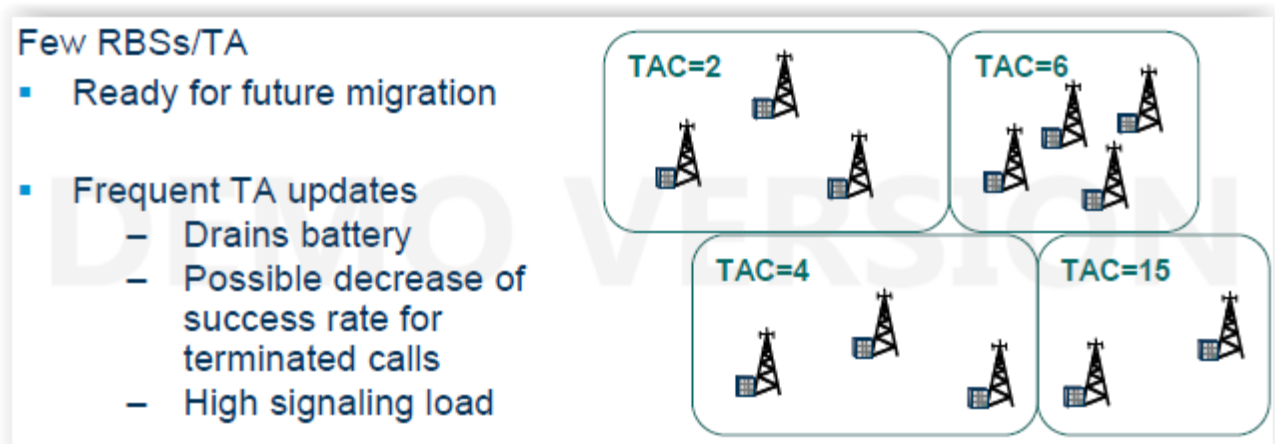 Few RBSs/TA
▪ Ready for future migration
▪ Frequent TA updates
– Drains battery
– Possible decrease of
success rate for
terminated calls
– High signaling load
TAC=2
TAC=6
TAC=4
TAC=15
DEMO VERSION